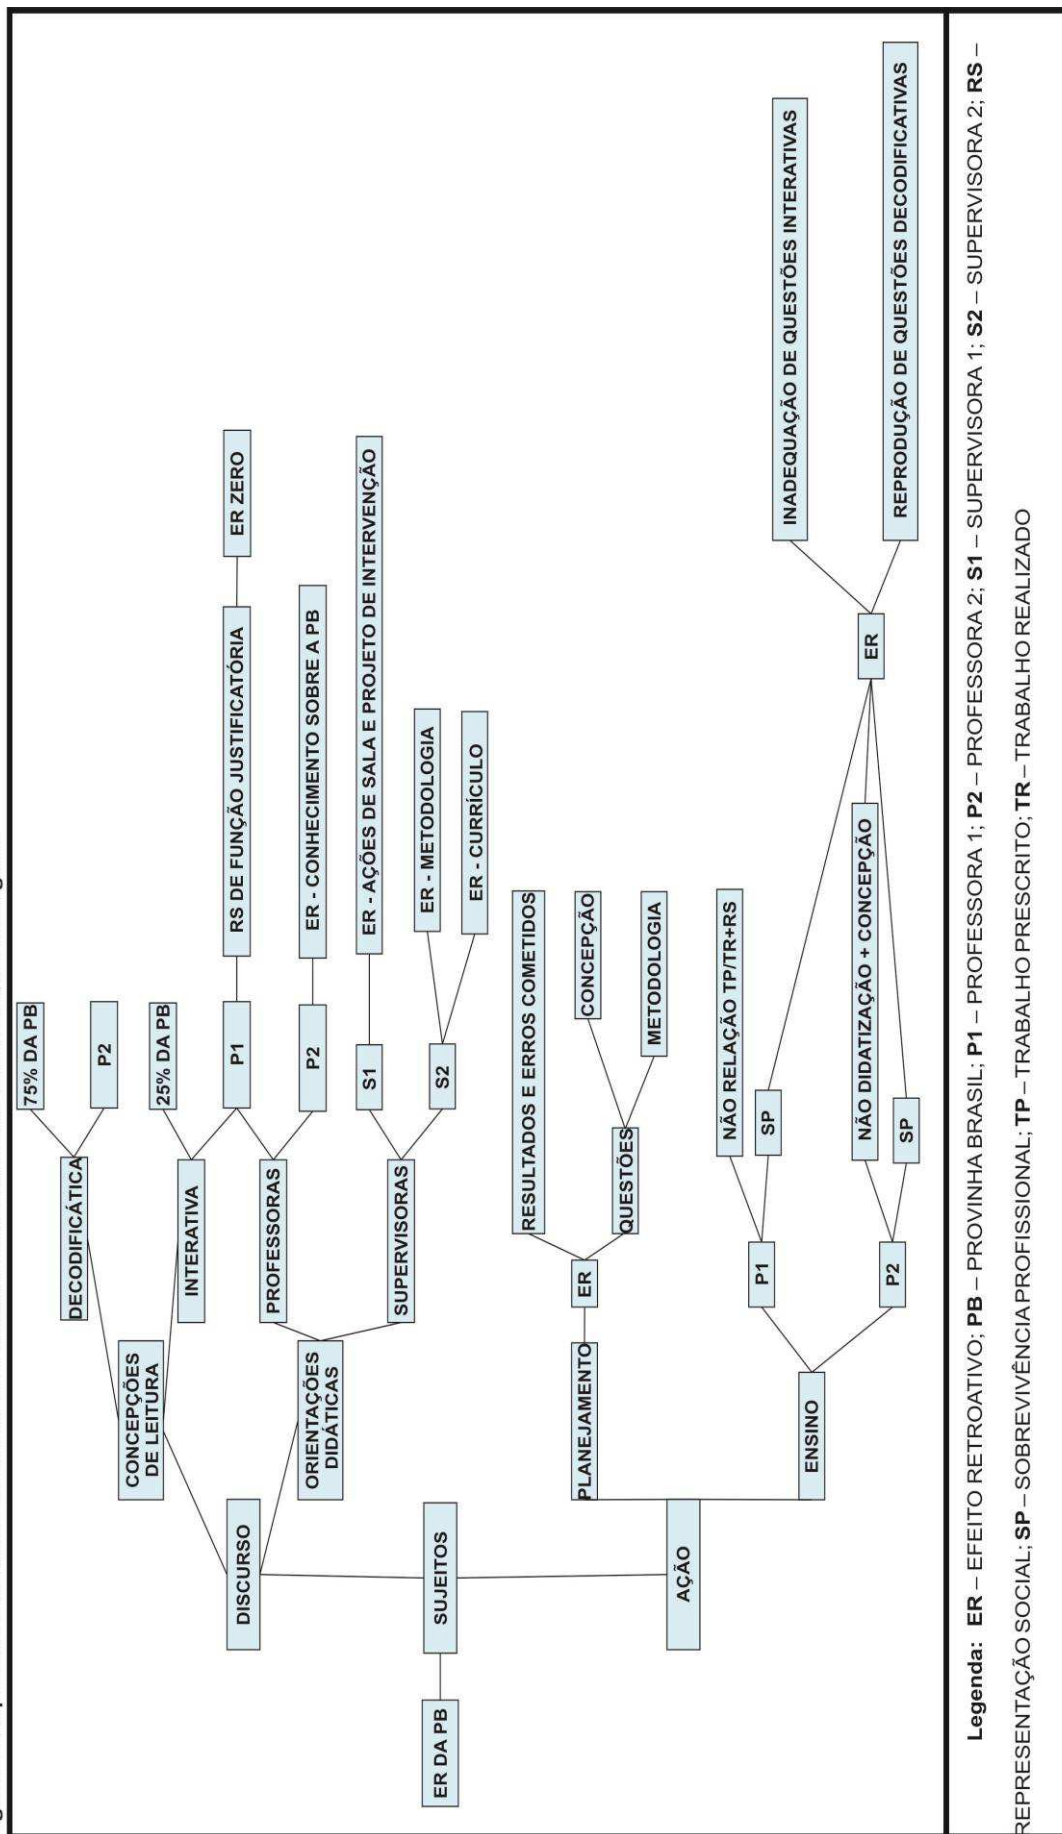 ER DA PB
SUJEITOS
DISCURSO
CONCEPÇÕES
DE LEITURA
DECODIFICÁTICA
75% DA PB
P2
INTERATIVA
25% DA PB
P1
RS DE FUNÇÃO JUSTIFICATÓRIA
ER ZERO
ORIENTAÇÕES
DIDÁTICAS
PROFESSORAS
P2
ER - CONHECIMENTO SOBRE A PB
SUPERVISORAS
S1
ER - AÇÕES DE SALA E PROJETO DE INTERVENÇÃO
S2
ER - METODOLOGIA
ER - CURRÍCULO
AÇÃO
PLANEJAMENTO
ER
RESULTADOS E ERROS COMETIDOS
QUESTÕES
CONCEPÇÃO
METODOLOGIA
ENSINO
P1
NÃO RELAÇÃO TP/TR+RS
SP
P2
NÃO DIDATIZAÇÃO + CONCEPÇÃO
SP
ER
INADEQUAÇÃO DE QUESTÕES INTERATIVAS
REPRODUÇÃO DE QUESTÕES DECODIFICATIVAS
Legenda: ER – EFEITO RETROATIVO; PB – PROVINHA BRASIL; P1 – PROFESSORA 1; P2 – PROFESSORA 2; S1 – SUPERVISORA 1; S2 – SUPERVISORA 2; RS –
REPRESENTAÇÃO SOCIAL; SP – SOBREVIVÊNCIA PROFISSIONAL; TP – TRABALHO PRESCRITO; TR – TRABALHO REALIZADO